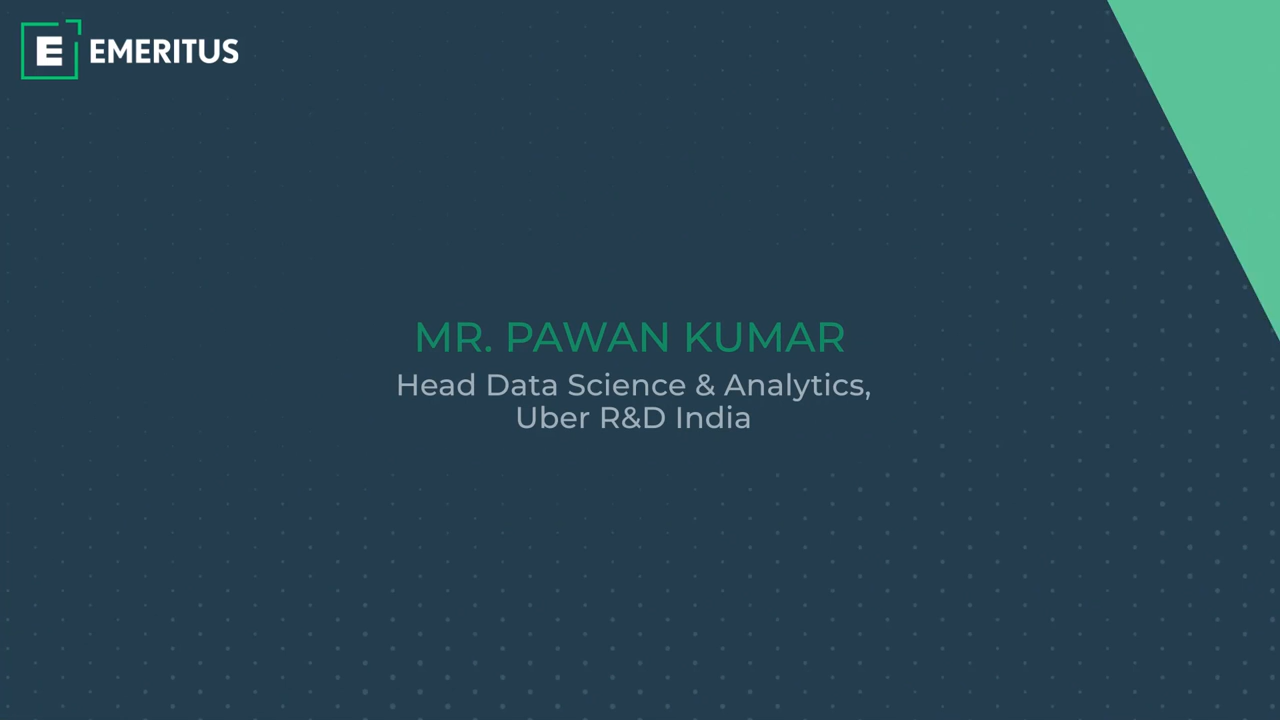 E EMERITUS
MR. PAWAN KUMAR
Head Data Science & Analytics,
Uber R&D India